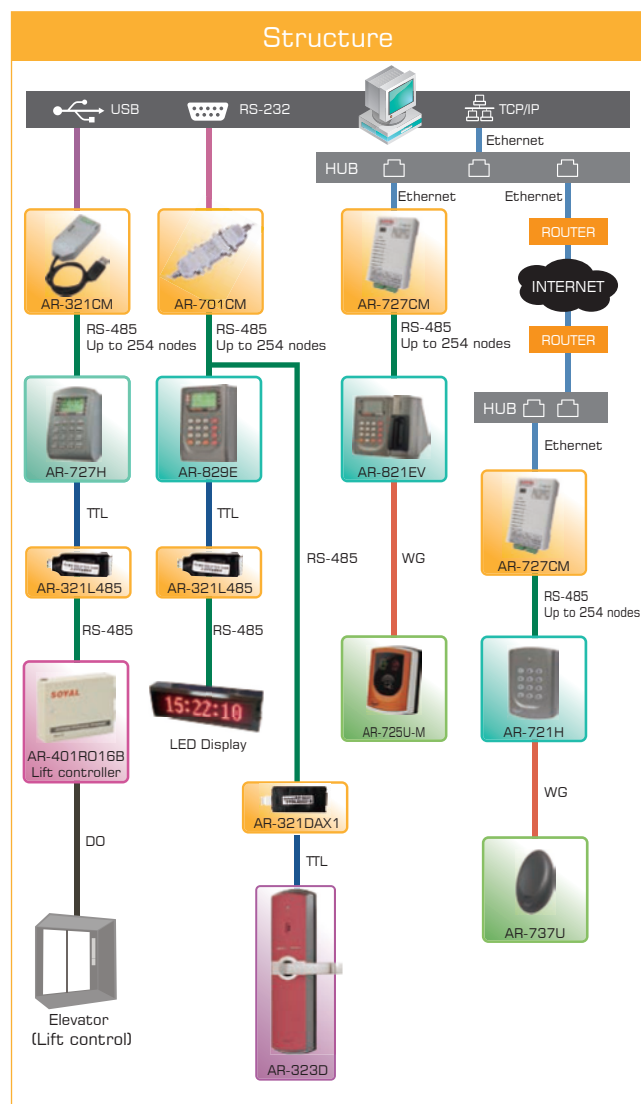 Structure
USB
RS-232
TCP/IP
Ethernet
HUB
Ethernet
Ethernet
ROUTER
INTERNET
ROUTER
HUB
Ethernet
AR-321CM
RS-485
Up to 254 nodes
AR-727H
TTL
AR-321L485
RS-485
SOYAL
AR-401RO16B
Lift controller
DO
Elevator
(Lift control)
AR-701CM
RS-485
Up to 254 nodes
AR-829E
TTL
AR-321L485
RS-485
15:22:10
LED Display
RS-485
AR-321DAX1
TTL
AR-323D
AR-727CM
RS-485
Up to 254 nodes
AR-821EV
WG
AR-725U-M
AR-727CM
RS-485
Up to 254 nodes
AR-721H
WG
AR-737U